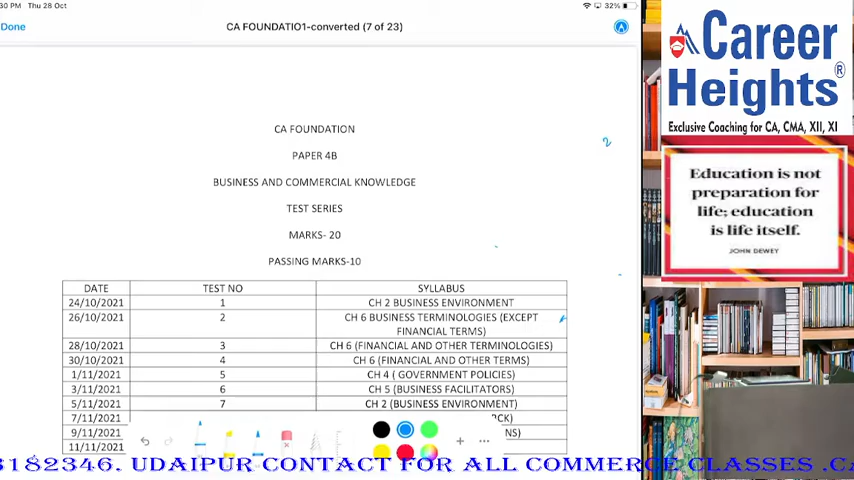 :30 PM Thu 28 Oct
32%
Done
CA FOUNDATIO1-converted (7 of 23)
CA FOUNDATION
PAPER 4B
BUSINESS AND COMMERCIAL KNOWLEDGE
TEST SERIES
MARKS- 20
PASSING MARKS-10
2
DATE TEST NO SYLLABUS
24/10/2021 1 CH 2 BUSINESS ENVIRONMENT
26/10/2021 2 CH 6 BUSINESS TERMINOLOGIES (EXCEPT
FINANCIAL TERMS)
28/10/2021 3 CH 6 (FINANCIAL AND OTHER TERMINOLOGIES)
30/10/2021 4 CH 6 (FINANCIAL AND OTHER TERMS)
1/11/2021 5 CH 4 ( GOVERNMENT POLICIES)
3/11/2021 6 CH 5 (BUSINESS FACILITATORS)
5/11/2021 7 CH 2 (BUSINESS ENVIRONMENT)
7/11/2021 RCK)
9/11/2021 NS)
11/11/2021
Career
Heights®
Exclusive Coaching for CA, CMA, XII, XI
Education is not
preparation for
life; education
is life itself.
JOHN DEWEY
3182346. UDAIPUR CONTACT FOR ALL COMMERCE CLASSES .CA